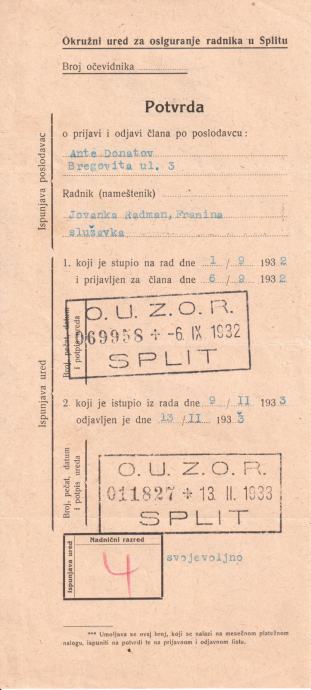 Okružni ured za osiguranje radnika u Splitu
Broj očevidnika
Potvrda
o prijavi i odjavi člana po poslodavcu:
Ante Donatov
Bregovita ul. 3
Radnik (namještenik)
Jovanka Radman, Franina
služavka
1. koji je stupio na rad dne 1 / 9 1932
i prijavljen za člana dne 6 / 9 1932
O. U. Z. O. R.
069958 + -6. IX 1932
SPLIT
2. koji je istupio iz rada dne 9 / II 1933
odjavljen je dne 13 / II 1933
O. U. Z. O. R.
011827 + 13. II. 1933
SPLIT
Nadnični razred
4
svojevoljno
*** Umoljava se ovaj broj, koji se nalazi na mesečnom platežnom
nalogu, ispuniti na potvrdi te na prijavnom i odjavnom listu.
Ispunjava poslodavac
Ispunjava ured
Broj, pečat, datum
i potpis ureda
Broj, pečat, datum
i potpis ureda
Ispunjava ured